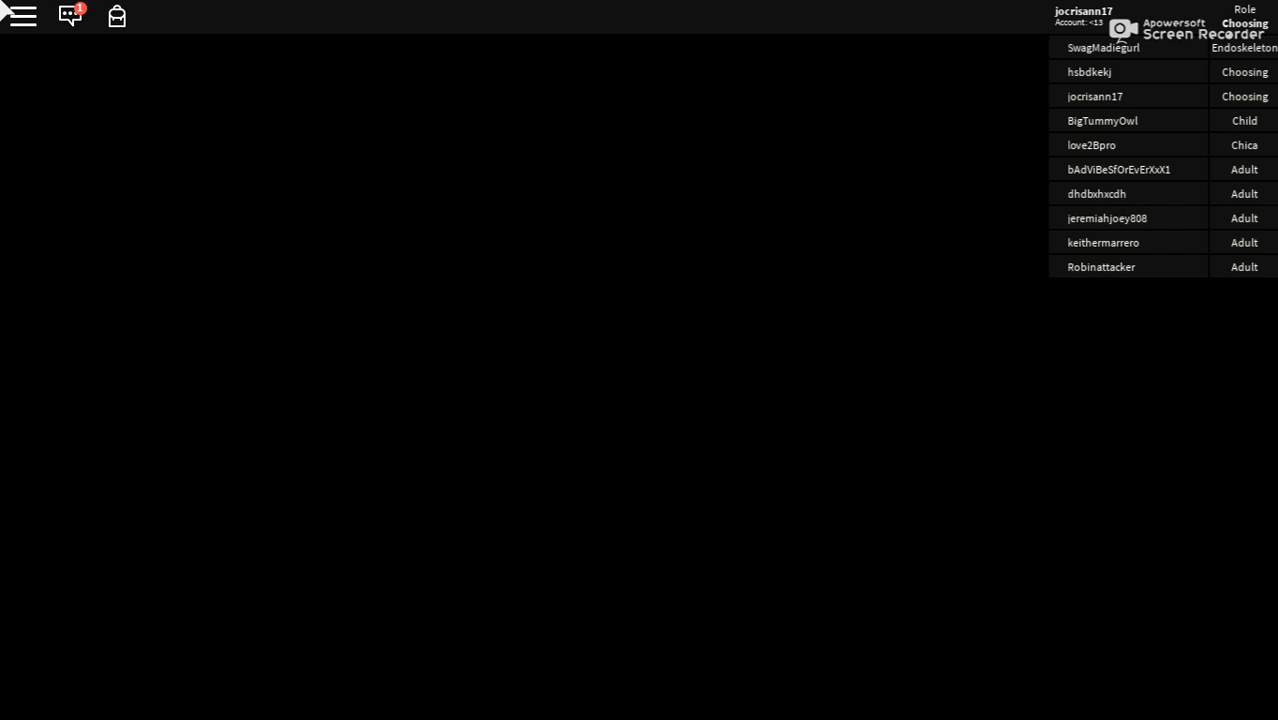 1
jocrisann17 Role
Account: <13 Choosing
Apowersoft
Screen Recorder
SwagMadiegurl Endoskeleton
hsbdkekj Choosing
jocrisann17 Choosing
BigTummyOwl Child
love2Bpro Chica
bAdViBeSfOrEvErXxX1 Adult
dhdbxhxcdh Adult
jeremiahjoey808 Adult
keithermarrero Adult
Robinattacker Adult